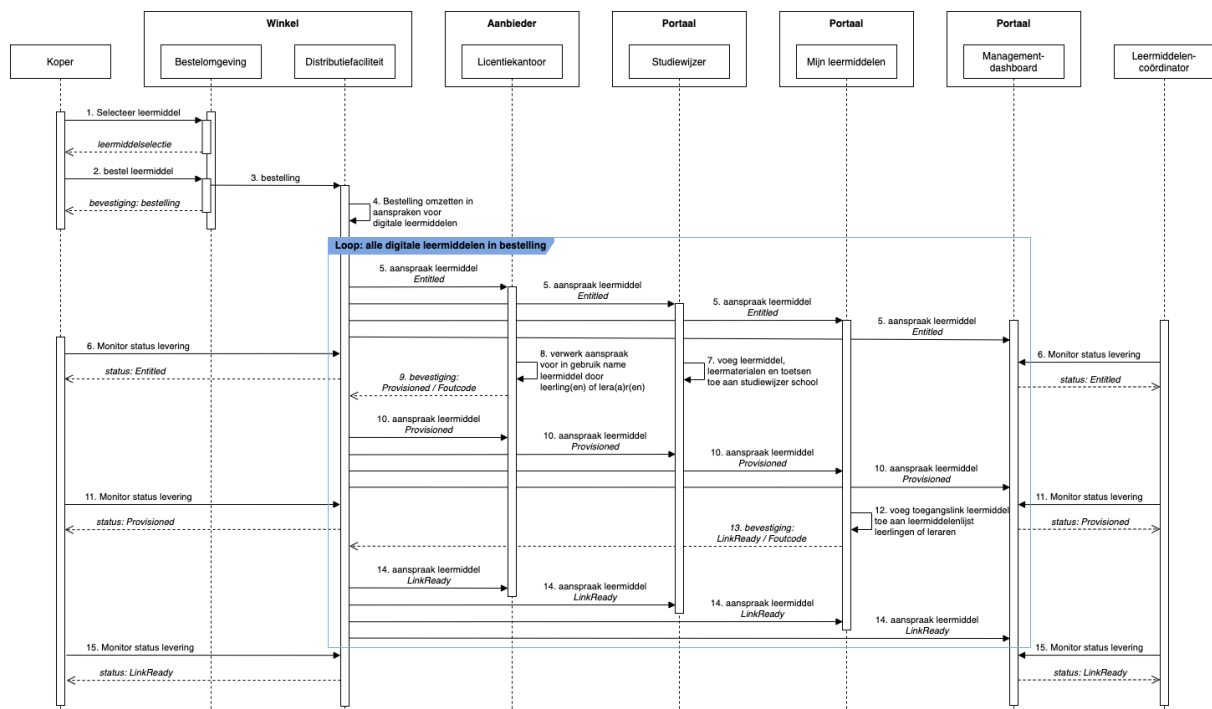 Winkel
Aanbieder
Portaal
Portaal
Portaal
Koper
Bestelomgeving
Distributiefaciliteit
Licentiekantoor
Studiewijzer
Mijn leermiddelen
Management-
dashboard
Leermiddelen-
coördinator
1. Selecteer leermiddel
leermiddelselectie
2. bestel leermiddel
3. bestelling
bevestiging: bestelling
4. Bestelling omzetten in
aanspraken voor
digitale leermiddelen
Loop: alle digitale leermiddelen in bestelling
5. aanspraak leermiddel
Entitled
5. aanspraak leermiddel
Entitled
5. aanspraak leermiddel
Entitled
5. aanspraak leermiddel
Entitled
6. Monitor status levering
status: Entitled
8. verwerk aanspraak
voor in gebruik name
leermiddel door
leerling(en) of lera(a)r(en)
7. voeg leermiddel,
leermaterialen en toetsen
toe aan studiewijzer school
6. Monitor status levering
status: Entitled
9. bevestiging:
Provisioned / Foutcode
10. aanspraak leermiddel
Provisioned
10. aanspraak leermiddel
Provisioned
10. aanspraak leermiddel
Provisioned
10. aanspraak leermiddel
Provisioned
11. Monitor status levering
status: Provisioned
11. Monitor status levering
status: Provisioned
12. voeg toegangslink leermiddel
toe aan leermiddelenlijst
leerlingen of leraren
13. bevestiging:
LinkReady / Foutcode
14. aanspraak leermiddel
LinkReady
14. aanspraak leermiddel
LinkReady
14. aanspraak leermiddel
LinkReady
14. aanspraak leermiddel
LinkReady
15. Monitor status levering
status: LinkReady
15. Monitor status levering
status: LinkReady